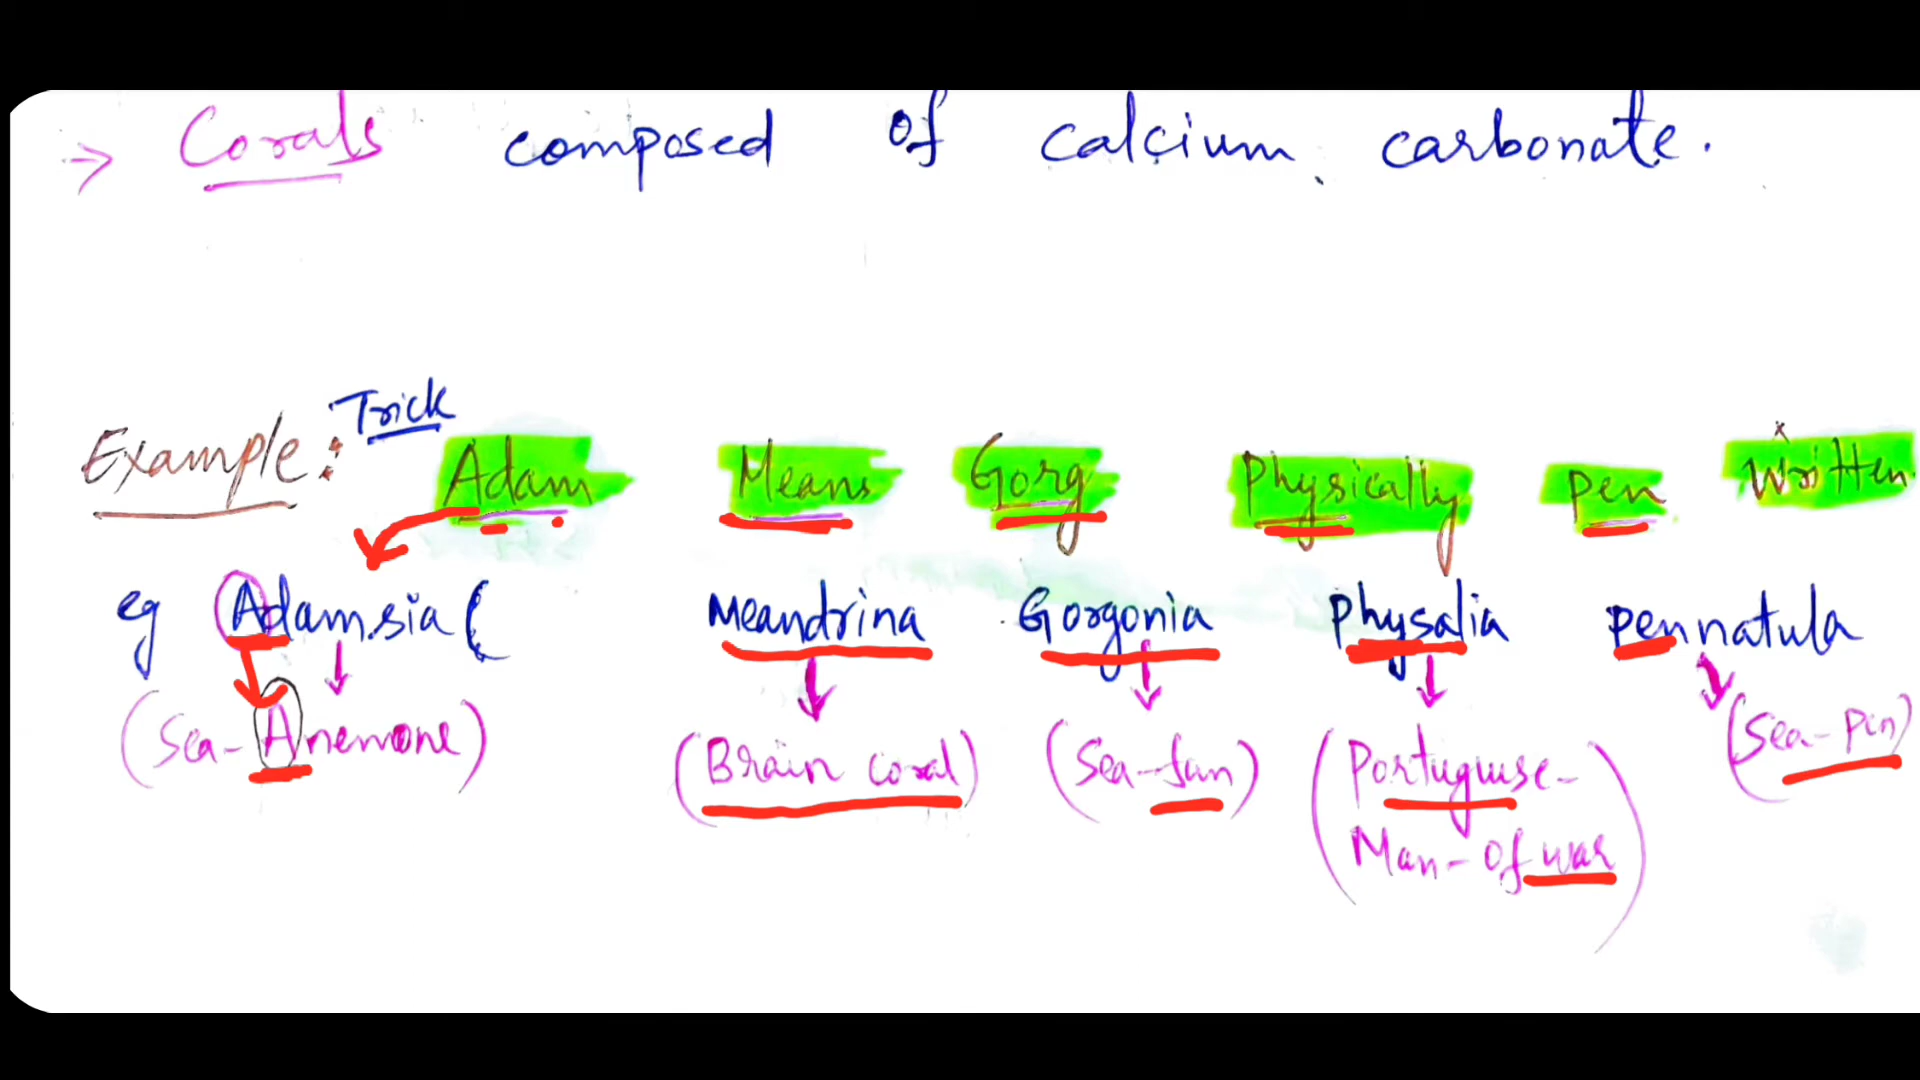 → Corals composed of calcium carbonate.
Example : Trick Adam Means Gorg Physically Pen Written
eg Adamsia ( Meandrina Gorgonia Physalia Pennatula
(Sea-Anemone) (Brain coral) (Sea-fan) (Portuguese- (Sea-Pen)
Man-Of war)